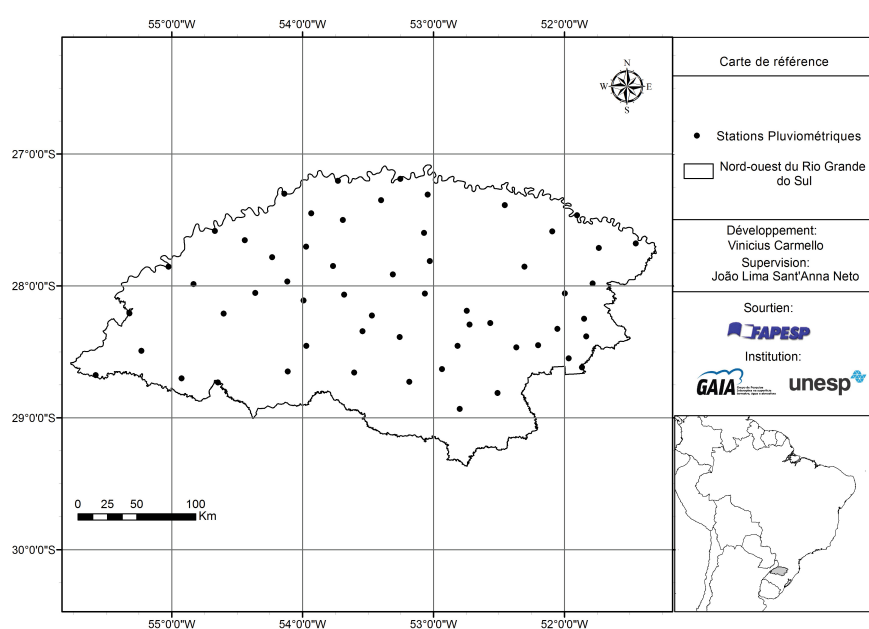 55°0'0"W 54°0'0"W 53°0'0"W 52°0'0"W
N
W E
S
27°0'0"S
28°0'0"S
29°0'0"S
30°0'0"S
0 25 50 100
Km
55°0'0"W 54°0'0"W 53°0'0"W 52°0'0"W
Carte de référence
Stations Pluviométriques
Nord-ouest du Rio Grande
do Sul
Développement:
Vinicius Carmello
Supervision:
João Lima Sant'Anna Neto
Sourtien:
FAPESP
Institution:
GAIA
unesp